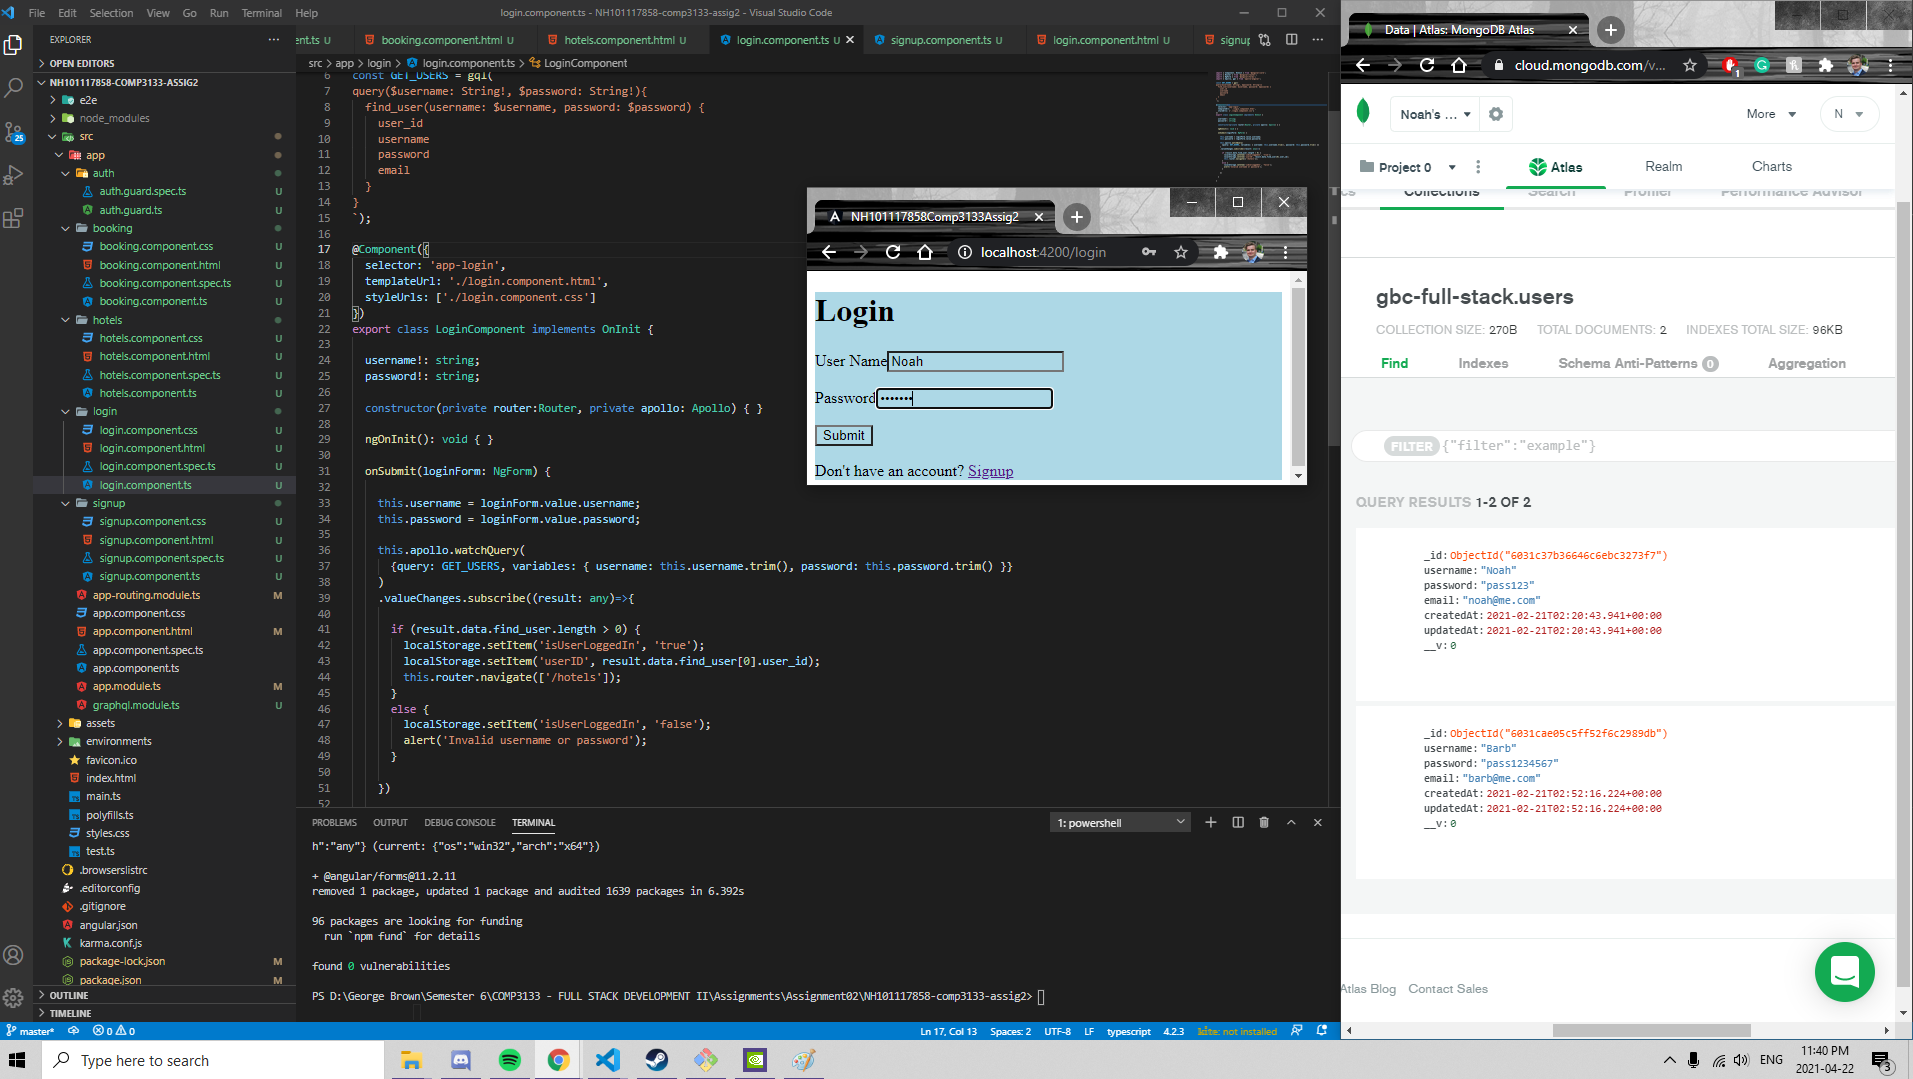 File Edit Selection View Go Run Terminal Help
login.component.ts - NH101117858-comp3133-assig2 - Visual Studio Code
EXPLORER
OPEN EDITORS
NH101117858-COMP3133-ASSIG2
e2e
node_modules
src
app
auth
auth.guard.spec.ts U
auth.guard.ts U
booking
booking.component.css U
booking.component.html U
booking.component.spec.ts U
booking.component.ts U
hotels
hotels.component.css U
hotels.component.html U
hotels.component.spec.ts U
hotels.component.ts U
login
login.component.css U
login.component.html U
login.component.spec.ts U
login.component.ts U
signup
signup.component.css U
signup.component.html U
signup.component.spec.ts U
signup.component.ts U
app-routing.module.ts M
app.component.css
app.component.html M
app.component.spec.ts
app.component.ts
app.module.ts M
graphql.module.ts U
assets
environments
favicon.ico
index.html
main.ts
polyfills.ts
styles.css
test.ts
.browserslistrc
.editorconfig
.gitignore
angular.json
karma.conf.js
package-lock.json M
package.json M
OUTLINE
TIMELINE
25
ent.ts U booking.component.html U hotels.component.html U login.component.ts U signup.component.ts U login.component.html U signup
src > app > login > login.component.ts > LoginComponent
6 const GET_USERS = gql(
7 query($username: String!, $password: String!){
8 find_user(username: $username, password: $password) {
9 user_id
10 username
11 password
12 email
13 }
14 }
15 `);
16
17 @Component({
18 selector: 'app-login',
19 templateUrl: './login.component.html',
20 styleUrls: ['./login.component.css']
21 })
22 export class LoginComponent implements OnInit {
23
24 username!: string;
25 password!: string;
26
27 constructor(private router:Router, private apollo: Apollo) { }
28
29 ngOnInit(): void { }
30
31 onSubmit(loginForm: NgForm) {
32
33 this.username = loginForm.value.username;
34 this.password = loginForm.value.password;
35
36 this.apollo.watchQuery(
37 {query: GET_USERS, variables: { username: this.username.trim(), password: this.password.trim() }}
38 )
39 .valueChanges.subscribe((result: any)=>{
40
41 if (result.data.find_user.length > 0) {
42 localStorage.setItem('isUserLoggedIn', 'true');
43 localStorage.setItem('userID', result.data.find_user[0].user_id);
44 this.router.navigate(['/hotels']);
45 }
46 else {
47 localStorage.setItem('isUserLoggedIn', 'false');
48 alert('Invalid username or password');
49 }
50
51 })
52
PROBLEMS OUTPUT DEBUG CONSOLE TERMINAL
1: powershell
h":"any"} (current: {"os":"win32","arch":"x64"})
+ @angular/forms@11.2.11
removed 1 package, updated 1 package and audited 1639 packages in 6.392s
96 packages are looking for funding
run `npm fund` for details
found 0 vulnerabilities
PS D:\George Brown\Semester 6\COMP3133 - FULL STACK DEVELOPMENT II\Assignments\Assignment02\NH101117858-comp3133-assig2>
master* 0 0
Ln 17, Col 13 Spaces: 2 UTF-8 LF typescript 4.2.3 kite: not installed
NH101117858Comp3133Assig2
localhost:4200/login
Login
User Name Noah
Password •••••••
Submit
Don't have an account? Signup
Data | Atlas: MongoDB Atlas
cloud.mongodb.com/v...
1
Noah's ...
More
N
Project 0
Atlas
Realm
Charts
Collections Search Profiler Performance Advisor
gbc-full-stack.users
COLLECTION SIZE: 270B TOTAL DOCUMENTS: 2 INDEXES TOTAL SIZE: 96KB
Find Indexes Schema Anti-Patterns 0 Aggregation
FILTER {"filter":"example"}
QUERY RESULTS 1-2 OF 2
_id:ObjectId("6031c37b36646c6ebc3273f7")
username:"Noah"
password:"pass123"
email:"noah@me.com"
createdAt:2021-02-21T02:20:43.941+00:00
updatedAt:2021-02-21T02:20:43.941+00:00
__v:0
_id:ObjectId("6031cae05c5ff52f6c2989db")
username:"Barb"
password:"pass1234567"
email:"barb@me.com"
createdAt:2021-02-21T02:52:16.224+00:00
updatedAt:2021-02-21T02:52:16.224+00:00
__v:0
Atlas Blog Contact Sales
Type here to search
ENG
11:40 PM
2021-04-22
3